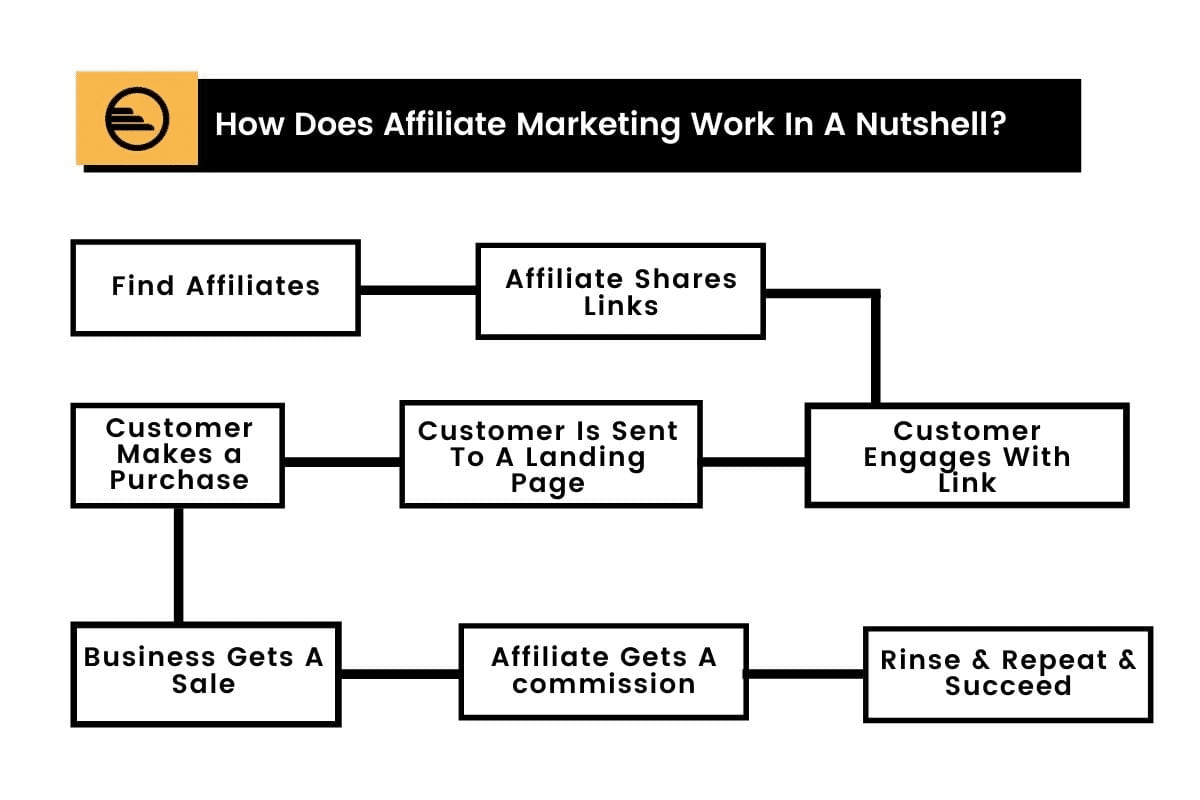 How Does Affiliate Marketing Work In A Nutshell?
Find Affiliates
Affiliate Shares
Links
Customer
Engages With
Link
Customer Is Sent
To A Landing
Page
Customer
Makes a
Purchase
Business Gets A
Sale
Affiliate Gets A
commission
Rinse & Repeat &
Succeed